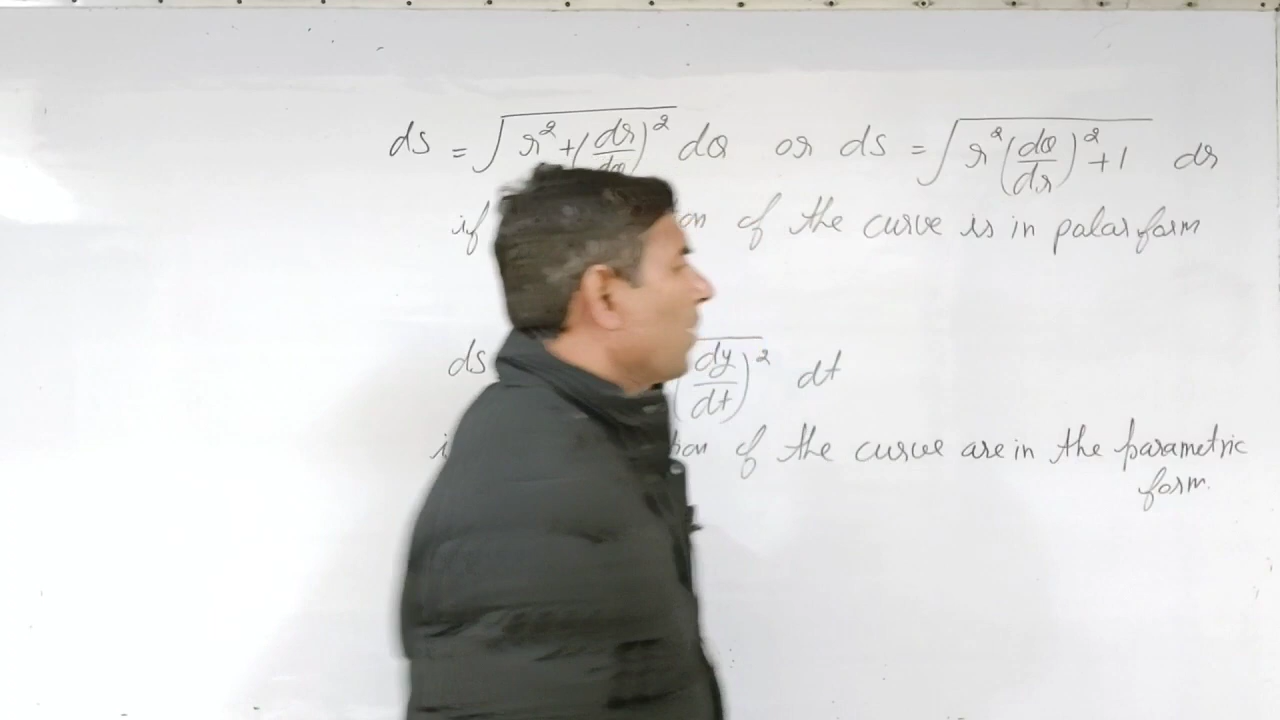 ds = √(r² + (dr/dθ)²) dθ or ds = √(r² (dθ/dr)² + 1) dr
if of the curve is in polar form
ds (dy/dt)² dt
of the curve are in the parametric
form.